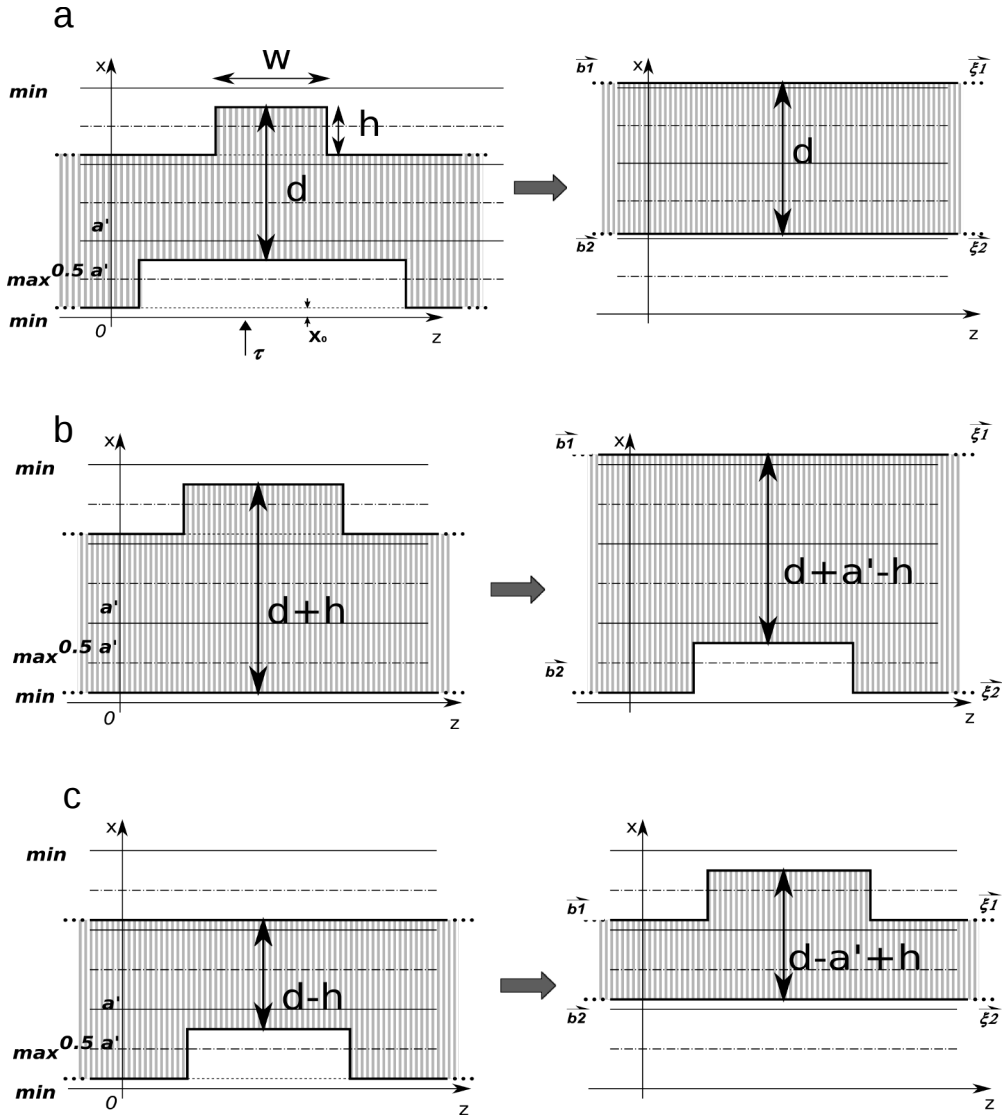 a
x
w
min
h
d
a'
0.5 a'
max
min
0
x₀
z
τ
x
b1
ξ1
d
b2
ξ2
z
b
x
min
d+h
a'
0.5 a'
max
min
0
z
b1
x
ξ1
d+a'-h
b2
ξ2
z
c
x
min
d-h
a'
0.5 a'
max
min
0
z
x
b1
ξ1
d-a'+h
b2
ξ2
z